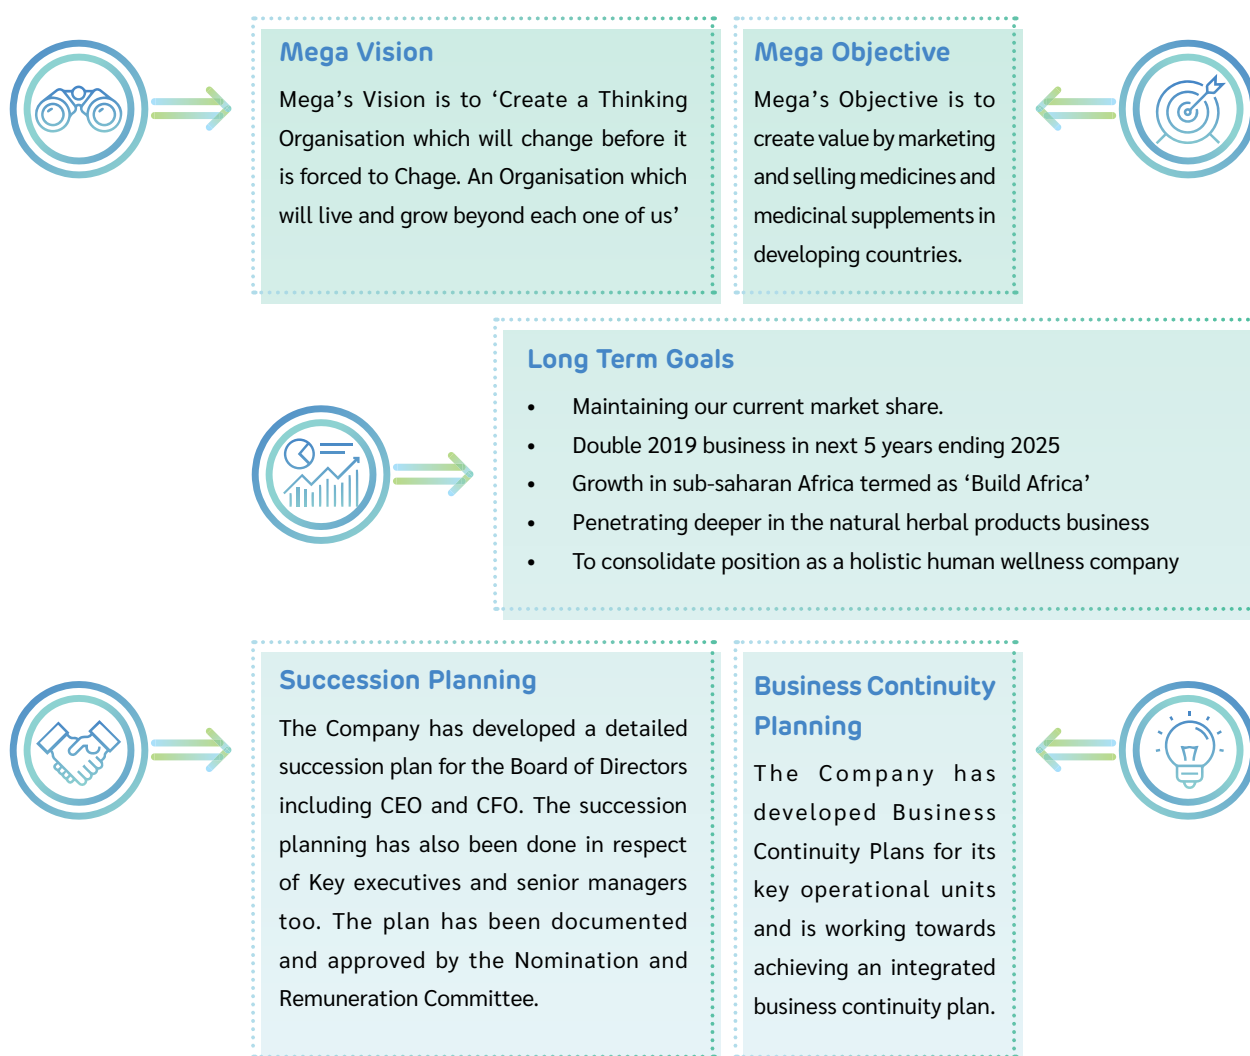 Mega Vision
Mega’s Vision is to ‘Create a Thinking
Organisation which will change before it
is forced to Chage. An Organisation which
will live and grow beyond each one of us’
Mega Objective
Mega’s Objective is to
create value by marketing
and selling medicines and
medicinal supplements in
developing countries.
Long Term Goals
• Maintaining our current market share.
• Double 2019 business in next 5 years ending 2025
• Growth in sub-saharan Africa termed as ‘Build Africa’
• Penetrating deeper in the natural herbal products business
• To consolidate position as a holistic human wellness company
Succession Planning
The Company has developed a detailed
succession plan for the Board of Directors
including CEO and CFO. The succession
planning has also been done in respect
of Key executives and senior managers
too. The plan has been documented
and approved by the Nomination and
Remuneration Committee.
Business Continuity
Planning
The Company has
developed Business
Continuity Plans for its
key operational units
and is working towards
achieving an integrated
business continuity plan.